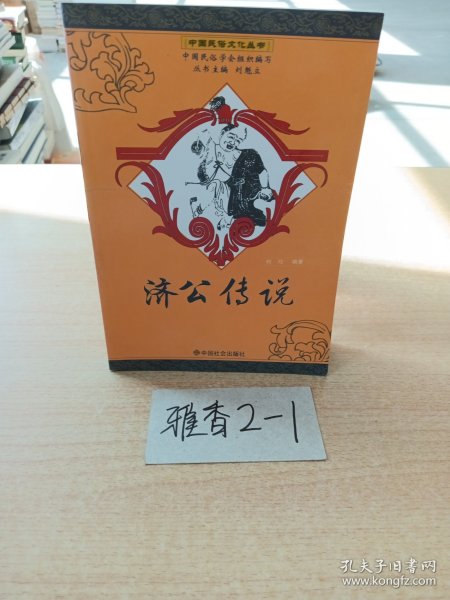 中国民俗文化丛书
中国民俗学会组织编写
丛书主编 刘魁立
编著
济公传说
中国社会出版社
雅香2-1
孔夫子旧书网
www.kongfz.com